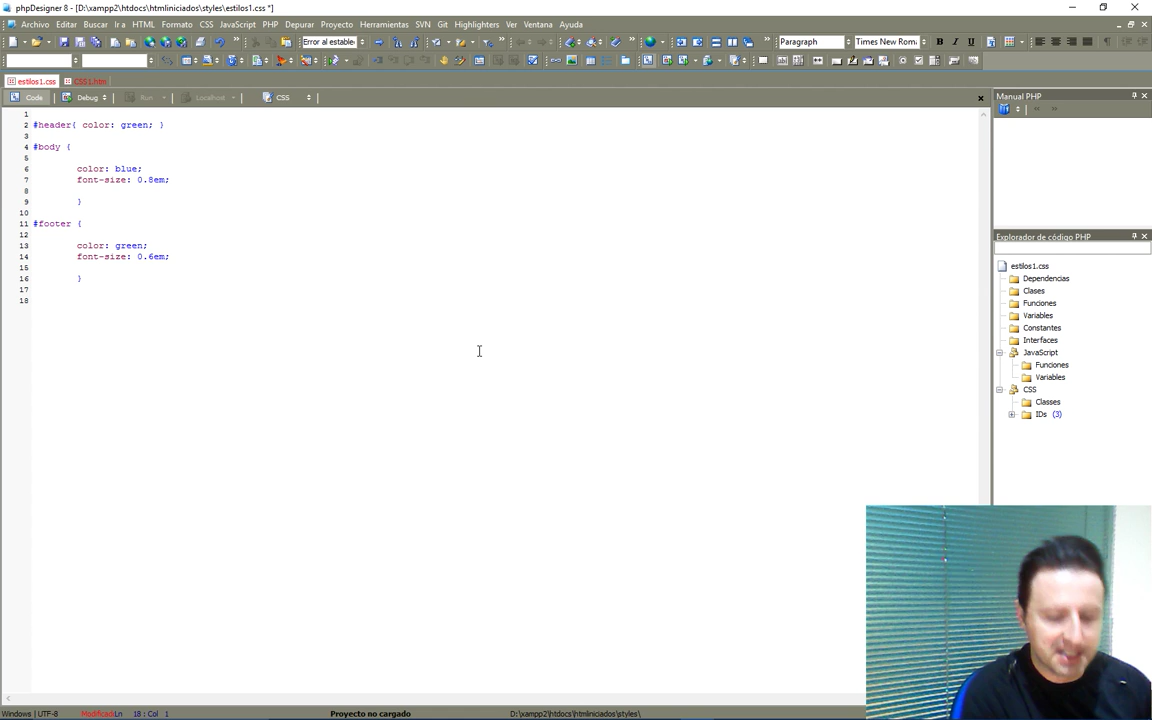 phpDesigner 8 - [D:\xampp2\htdocs\htmliniciados\styles\estilos1.css *]
Archivo Editar Buscar Ir a HTML Formato CSS JavaScript PHP Depurar Proyecto Herramientas SVN Git Highlighters Ver Ventana Ayuda
Error al estable
Paragraph
Times New Rom
B I U
estilos1.css CSS1.htm
Code Debug Run Localhost CSS
1
2 #header{ color: green; }
3
4 #body {
5
6 color: blue;
7 font-size: 0.8em;
8
9 }
10
11 #footer {
12
13 color: green;
14 font-size: 0.6em;
15
16 }
17
18
Manual PHP
Explorador de código PHP
estilos1.css
Dependencias
Clases
Funciones
Variables
Constantes
Interfaces
JavaScript
Funciones
Variables
CSS
Classes
IDs (3)
Windows | UTF-8 Modificado Ln 18 : Col 1 Proyecto no cargado D:\xampp2\htdocs\htmliniciados\styles\